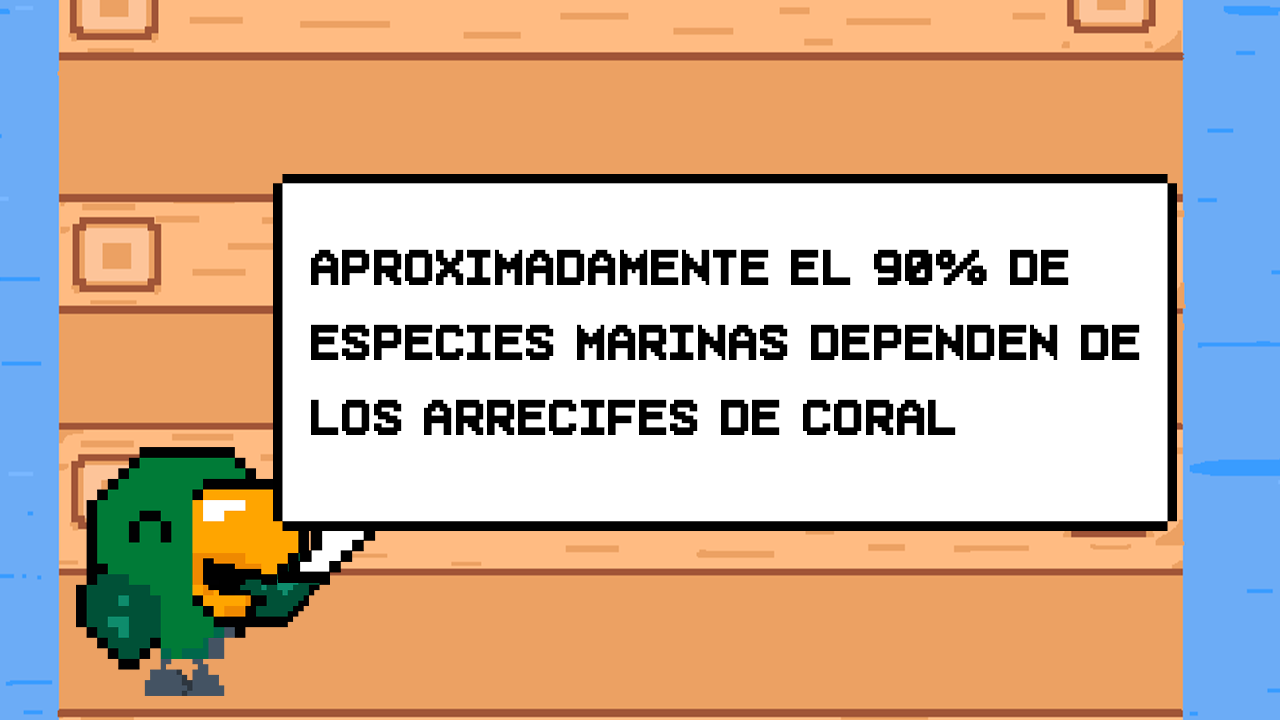 APROXIMADAMENTE EL 90% DE
ESPECIES MARINAS DEPENDEN DE
LOS ARRECIFES DE CORAL